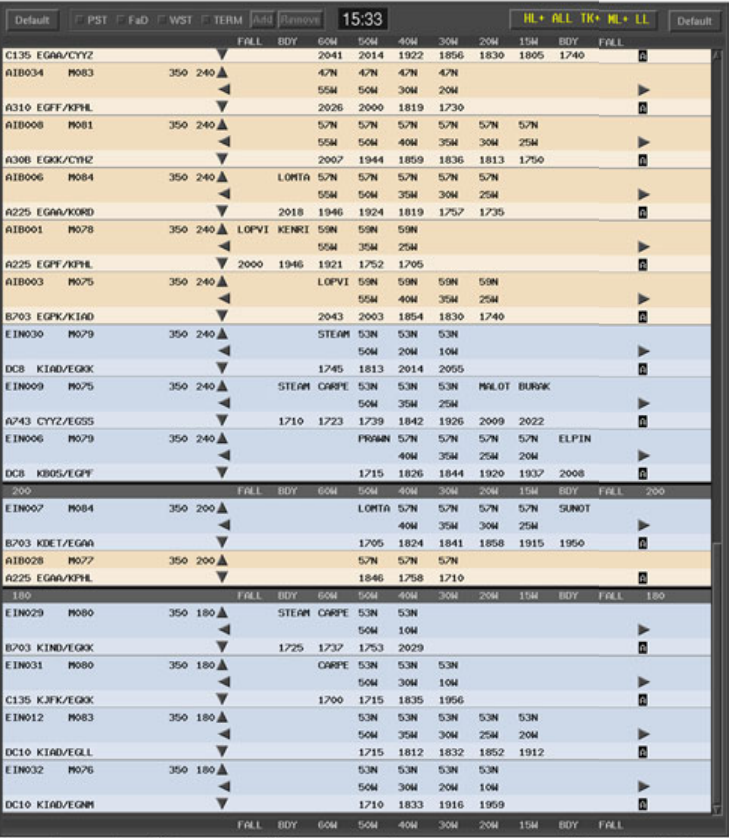 Default PST FaD WST TERM Add Remove 15:33 HL+ ALL TK+ ML+ LL Default
FALL BDY 60W 50W 40W 30W 20W 15W BDY FALL
C135 EGAA/CYYZ 2041 2014 1922 1856 1830 1805 1740 A
AIB034 M083 350 240 47N 47N 47N 47N
55W 50W 30W 20W
A310 EGFF/KPHL 2026 2000 1819 1730 A
AIB008 M081 350 240 57N 57N 57N 57N 57N 57N
55W 50W 40W 35W 30W 25W
A30B EGKK/CYHZ 2007 1944 1859 1836 1813 1750 A
AIB006 M084 350 240 LOMTA 57N 57N 57N 57N 57N
55W 50W 35W 30W 25W
A225 EGAA/KORD 2018 1946 1924 1819 1757 1735 A
AIB001 M078 350 240 LOPVI KENRI 59N 59N 59N
55W 35W 25W
A225 EGPF/KPHL 2000 1946 1921 1752 1705 A
AIB003 M075 350 240 LOPVI 59N 59N 59N 59N
55W 40W 35W 25W
B703 EGPK/KIAD 2043 2003 1854 1830 1740 A
EIN030 M079 350 240 STEAM 53N 53N 53N
50W 20W 10W
DC8 KIAD/EGKK 1745 1813 2014 2055 A
EIN009 M075 350 240 STEAM CARPE 53N 53N 53N MALOT BURAK
50W 35W 25W
A743 CYYZ/EGSS 1710 1723 1739 1842 1926 2009 2022 A
EIN006 M079 350 240 PRAWN 57N 57N 57N 57N ELPIN
40W 35W 25W 20W
DC8 KBOS/EGPF 1715 1826 1844 1920 1937 2008 A
200 FALL BDY 60W 50W 40W 30W 20W 15W BDY FALL 200
EIN007 M084 350 200 LOMTA 57N 57N 57N 57N SUNOT
40W 35W 30W 25W
B703 KDET/EGAA 1705 1824 1841 1858 1915 1950 A
AIB028 M077 350 200 57N 57N 57N
A225 EGAA/KPHL 1846 1758 1710 A
180 FALL BDY 60W 50W 40W 30W 20W 15W BDY FALL 180
EIN029 M080 350 180 STEAM CARPE 53N 53N
50W 10W
B703 KIND/EGKK 1725 1737 1753 2029 A
EIN031 M080 350 180 CARPE 53N 53N 53N
50W 30W 10W
C135 KJFK/EGKK 1700 1715 1835 1956 A
EIN012 M083 350 180 53N 53N 53N 53N 53N
50W 35W 30W 25W 20W
DC10 KIAD/EGLL 1715 1812 1832 1852 1912 A
EIN032 M076 350 180 53N 53N 53N 53N
50W 30W 20W 10W
DC10 KIAD/EGNM 1710 1833 1916 1959 A
FALL BDY 60W 50W 40W 30W 20W 15W BDY FALL